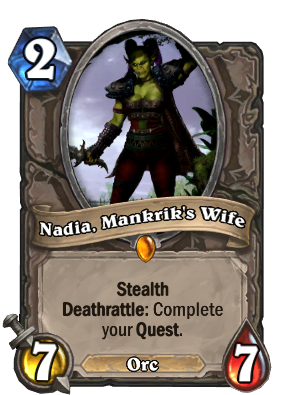 2
Nadia, Mankrik's Wife
Stealth
Deathrattle: Complete
your Quest.
7
Orc
7